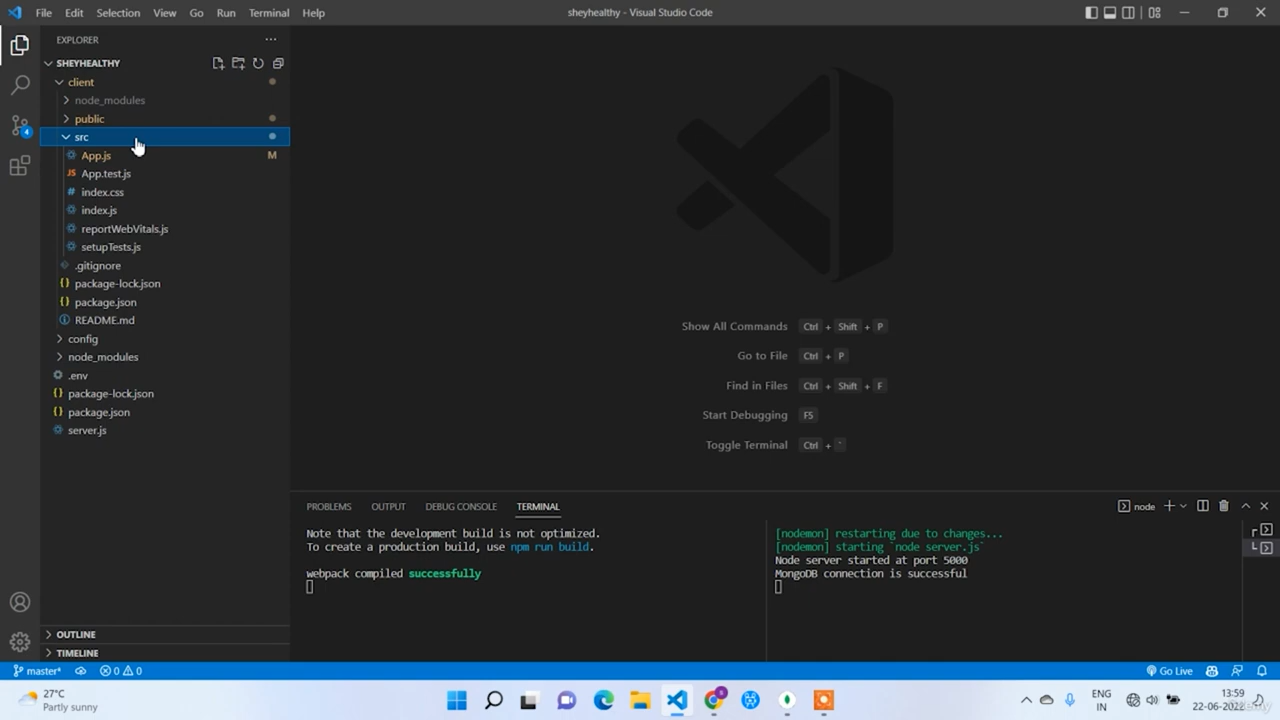 File Edit Selection View Go Run Terminal Help
sheyhealthy - Visual Studio Code
EXPLORER
SHEYHEALTHY
client
node_modules
public
src
App.js M
App.test.js
index.css
index.js
reportWebVitals.js
setupTests.js
.gitignore
package-lock.json
package.json
README.md
config
node_modules
.env
package-lock.json
package.json
server.js
OUTLINE
TIMELINE
4
Show All Commands Ctrl + Shift + P
Go to File Ctrl + P
Find in Files Ctrl + Shift + F
Start Debugging F5
Toggle Terminal Ctrl + `
PROBLEMS OUTPUT DEBUG CONSOLE TERMINAL
node
Note that the development build is not optimized.
To create a production build, use npm run build.
webpack compiled successfully
[nodemon] restarting due to changes...
[nodemon] starting `node server.js`
Node server started at port 5000
MongoDB connection is successful
master* 0 0
Go Live
27°C
Partly sunny
ENG
IN
13:59
22-06-2022